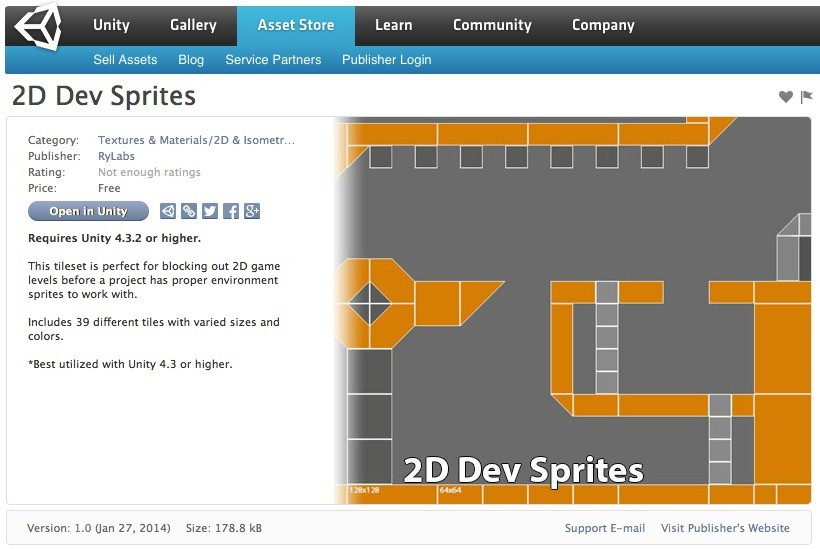 Unity Gallery Asset Store Learn Community Company
Sell Assets Blog Service Partners Publisher Login
2D Dev Sprites
Category: Textures & Materials/2D & Isometr...
Publisher: RyLabs
Rating: Not enough ratings
Price: Free
Open in Unity
Requires Unity 4.3.2 or higher.
This tileset is perfect for blocking out 2D game
levels before a project has proper environment
sprites to work with.
Includes 39 different tiles with varied sizes and
colors.
*Best utilized with Unity 4.3 or higher.
2D Dev Sprites
128x128 64x64
Version: 1.0 (Jan 27, 2014) Size: 178.8 kB
Support E-mail Visit Publisher's Website